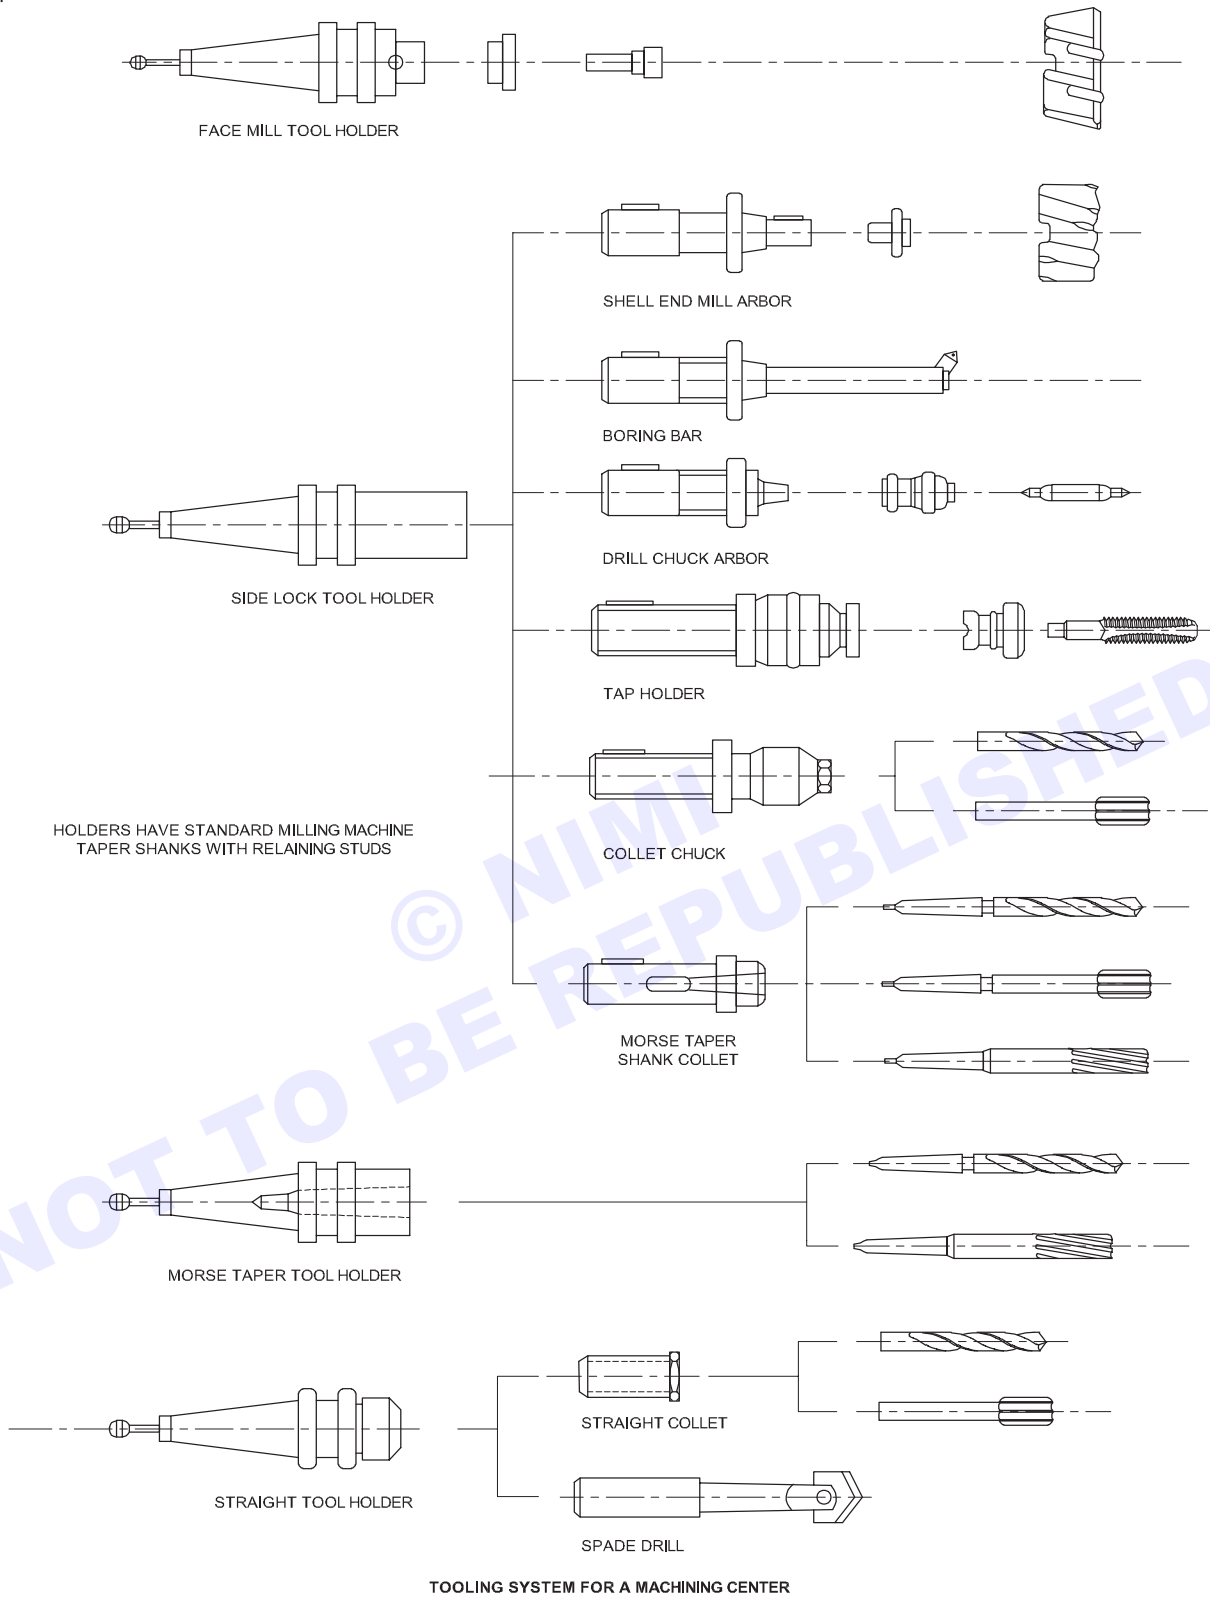 FACE MILL TOOL HOLDER
SHELL END MILL ARBOR
BORING BAR
DRILL CHUCK ARBOR
SIDE LOCK TOOL HOLDER
TAP HOLDER
HOLDERS HAVE STANDARD MILLING MACHINE
TAPER SHANKS WITH RELAINING STUDS
COLLET CHUCK
MORSE TAPER
SHANK COLLET
MORSE TAPER TOOL HOLDER
STRAIGHT COLLET
STRAIGHT TOOL HOLDER
SPADE DRILL
TOOLING SYSTEM FOR A MACHINING CENTER
© NIMI
NOT TO BE REPUBLISHED